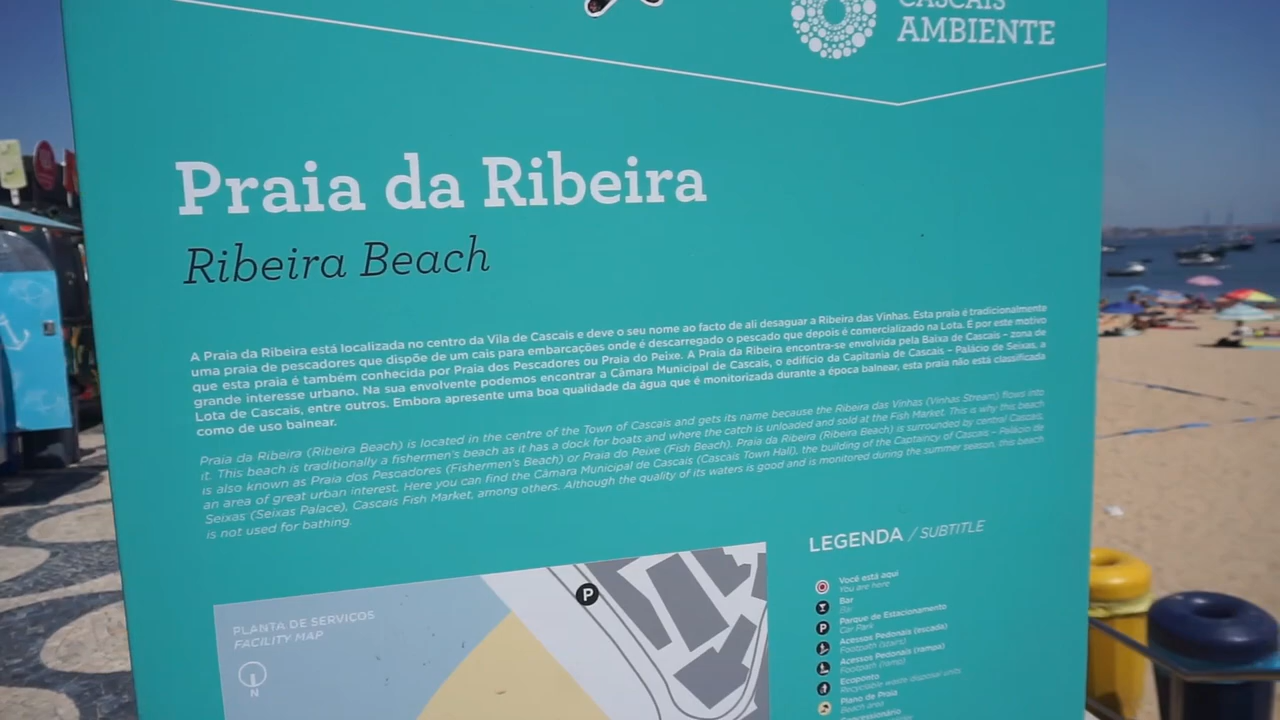 CASCAIS
AMBIENTE
Praia da Ribeira
Ribeira Beach
A Praia da Ribeira está localizada no centro da Vila de Cascais e deve o seu nome ao facto de ali desaguar a Ribeira das Vinhas. Esta praia é tradicionalmente
uma praia de pescadores que dispõe de um cais para embarcações onde é descarregado o pescado que depois é comercializado na Lota. É por este motivo
que esta praia é também conhecida por Praia dos Pescadores ou Praia do Peixe. A Praia da Ribeira encontra-se envolvida pela Baixa de Cascais – zona de
grande interesse urbano. Na sua envolvente podemos encontrar a Câmara Municipal de Cascais, o edifício da Capitania de Cascais – Palácio de Seixas, a
Lota de Cascais, entre outros. Embora apresente uma boa qualidade da água que é monitorizada durante a época balnear, esta praia não está classificada
como de uso balnear.
Praia da Ribeira (Ribeira Beach) is located in the centre of the Town of Cascais and gets its name because the Ribeira das Vinhas (Vinhas Stream) flows into
it. This beach is traditionally a fishermen's beach as it has a dock for boats and where the catch is unloaded and sold at the Fish Market. This is why this beach
is also known as Praia dos Pescadores (Fishermen's Beach) or Praia do Peixe (Fish Beach). Praia da Ribeira (Ribeira Beach) is surrounded by central Cascais,
an area of great urban interest. Here you can find the Câmara Municipal de Cascais (Cascais Town Hall), the building of the Captaincy of Cascais – Palácio de
Seixas (Seixas Palace), Cascais Fish Market, among others. Although the quality of its waters is good and is monitored during the summer season, this beach
is not used for bathing.
LEGENDA / SUBTITLE
PLANTA DE SERVIÇOS
FACILITY MAP
N
P
Você está aqui
You are here
Bar
Bar
P
Parque de Estacionamento
Car Park
Acessos Pedonais (escada)
Footpath (stairs)
Acessos Pedonais (rampa)
Footpath (ramp)
Ecoponto
Recyclable waste disposal units
Plano de Praia
Beach area
Concessionário